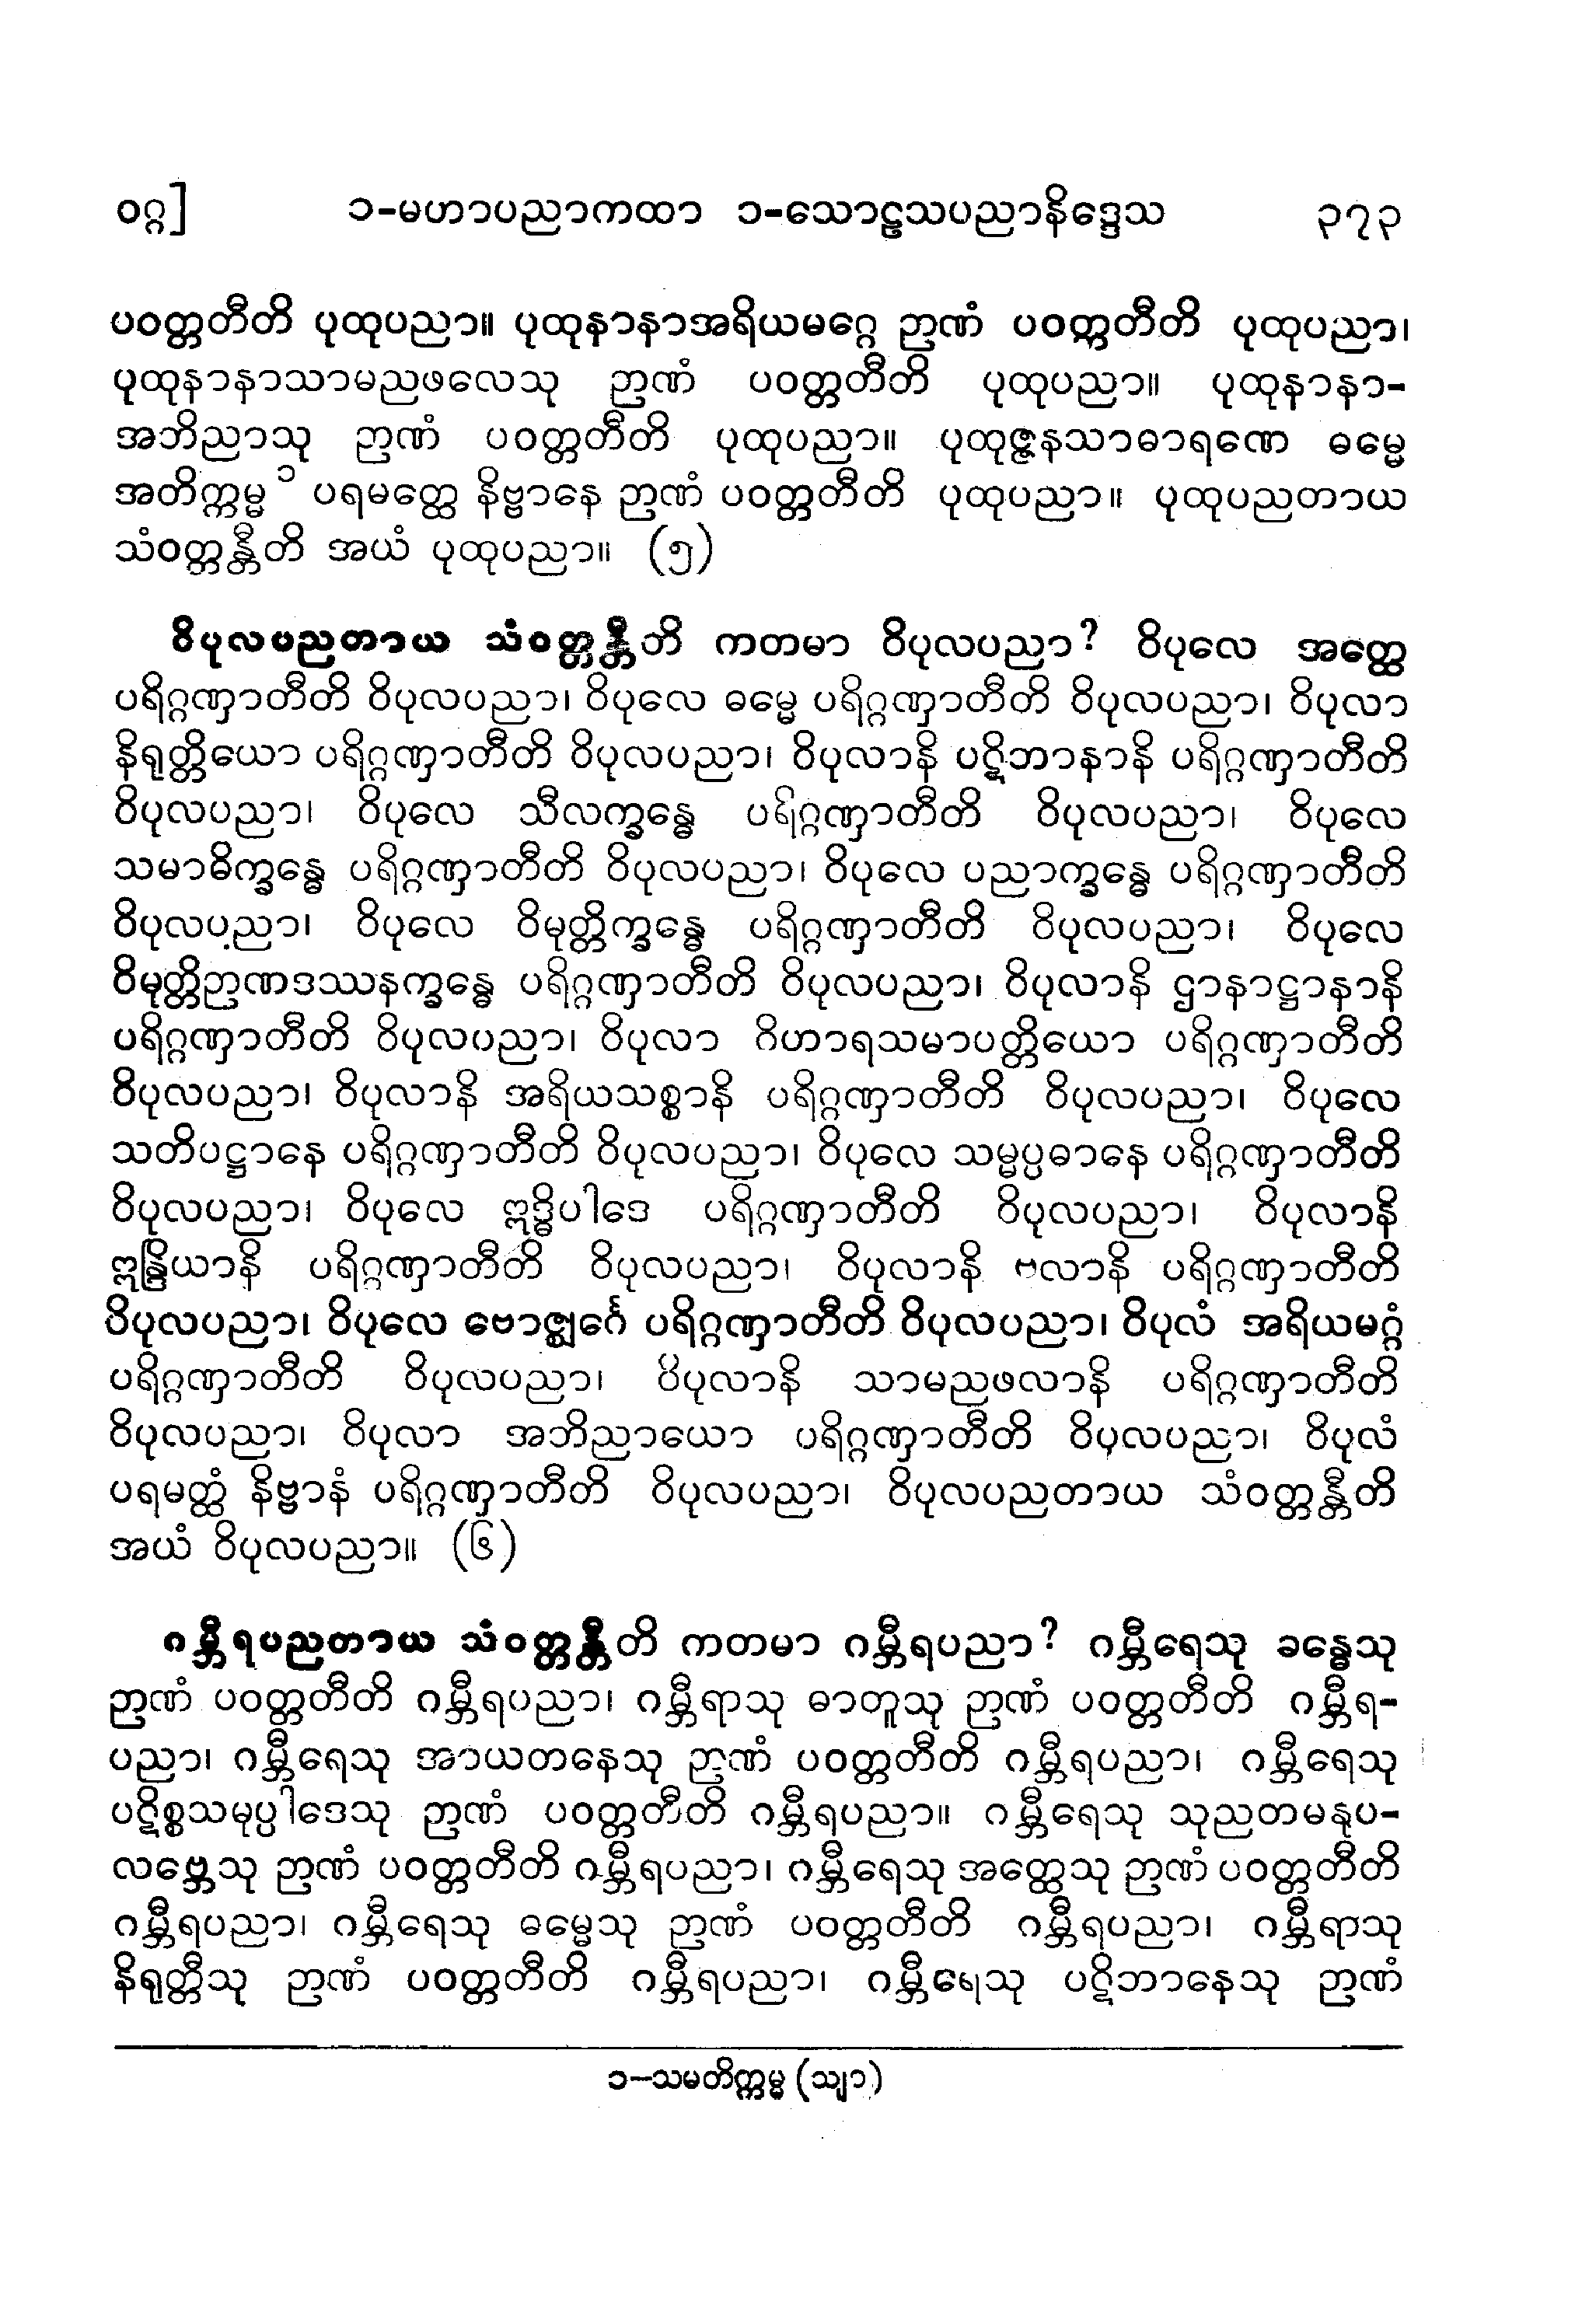 ဝဂ္ဂ] ၁-မဟာပညာကထာ ၁-သောဠသပညာနိဒ္ဒေသ ၃၇၃
ပဝတ္တတီတိ ပုထုပညာ။ ပုထုနာနာအရိယမဂ္ဂေ ဉာဏံ ပဝတ္တတီတိ ပုထုပညာ၊
ပုထုနာနာသာမညဖလေသု ဉာဏံ ပဝတ္တတီတိ ပုထုပညာ။ ပုထုနာနာ-
အဘိညာသု ဉာဏံ ပဝတ္တတီတိ ပုထုပညာ။ ပုထုဇ္ဇနသာဓာရဏေ ဓမ္မေ
အတိက္ကမ္မ ၁ ပရမတ္ထေ နိဗ္ဗာနေ ဉာဏံ ပဝတ္တတီတိ ပုထုပညာ။ ပုထုပညတာယ
သံဝတ္တန္တီတိ အယံ ပုထုပညာ။ (၅)
ဝိပုလပညတာယ သံဝတ္တန္တီတိ ကတမာ ဝိပုလပညာ? ဝိပုလေ အတ္ထေ
ပရိဂ္ဂဏှာတီတိ ဝိပုလပညာ၊ ဝိပုလေ ဓမ္မေ ပရိဂ္ဂဏှာတီတိ ဝိပုလပညာ၊ ဝိပုလာ
နိရုတ္တိယော ပရိဂ္ဂဏှာတီတိ ဝိပုလပညာ၊ ဝိပုလာနိ ပဋိဘာနာနိ ပရိဂ္ဂဏှာတီတိ
ဝိပုလပညာ၊ ဝိပုလေ သီလက္ခန္ဓေ ပရိဂ္ဂဏှာတီတိ ဝိပုလပညာ၊ ဝိပုလေ
သမာဓိက္ခန္ဓေ ပရိဂ္ဂဏှာတီတိ ဝိပုလပညာ၊ ဝိပုလေ ပညာက္ခန္ဓေ ပရိဂ္ဂဏှာတီတိ
ဝိပုလပညာ၊ ဝိပုလေ ဝိမုတ္တိက္ခန္ဓေ ပရိဂ္ဂဏှာတီတိ ဝိပုလပညာ၊ ဝိပုလေ
ဝိမုတ္တိဉာဏဒဿနက္ခန္ဓေ ပရိဂ္ဂဏှာတီတိ ဝိပုလပညာ၊ ဝိပုလာနိ ဌာနာဋ္ဌာနာနိ
ပရိဂ္ဂဏှာတီတိ ဝိပုလပညာ၊ ဝိပုလာ ဝိဟာရသမာပတ္တိယော ပရိဂ္ဂဏှာတီတိ
ဝိပုလပညာ၊ ဝိပုလာနိ အရိယသစ္စာနိ ပရိဂ္ဂဏှာတီတိ ဝိပုလပညာ၊ ဝိပုလေ
သတိပဋ္ဌာနေ ပရိဂ္ဂဏှာတီတိ ဝိပုလပညာ၊ ဝိပုလေ သမ္မပ္ပဓာနေ ပရိဂ္ဂဏှာတီတိ
ဝိပုလပညာ၊ ဝိပုလေ ဣဒ္ဓိပါဒေ ပရိဂ္ဂဏှာတီတိ ဝိပုလပညာ၊ ဝိပုလာနိ
ဣန္ဒြိယာနိ ပရိဂ္ဂဏှာတီတိ ဝိပုလပညာ၊ ဝိပုလာနိ ဗလာနိ ပရိဂ္ဂဏှာတီတိ
ဝိပုလပညာ၊ ဝိပုလေ ဗောဇ္ဈင်္ဂေ ပရိဂ္ဂဏှာတီတိ ဝိပုလပညာ၊ ဝိပုလံ အရိယမဂ္ဂံ
ပရိဂ္ဂဏှာတီတိ ဝိပုလပညာ၊ ဝိပုလာနိ သာမညဖလာနိ ပရိဂ္ဂဏှာတီတိ
ဝိပုလပညာ၊ ဝိပုလာ အဘိညာယော ပရိဂ္ဂဏှာတီတိ ဝိပုလပညာ၊ ဝိပုလံ
ပရမတ္ထံ နိဗ္ဗာနံ ပရိဂ္ဂဏှာတီတိ ဝိပုလပညာ၊ ဝိပုလပညတာယ သံဝတ္တန္တီတိ
အယံ ဝိပုလပညာ။ (၆)
ဂမ္ဘီရပညတာယ သံဝတ္တန္တီတိ ကတမာ ဂမ္ဘီရပညာ? ဂမ္ဘီရေသု ခန္ဓေသု
ဉာဏံ ပဝတ္တတီတိ ဂမ္ဘီရပညာ၊ ဂမ္ဘီရာသု ဓာတူသု ဉာဏံ ပဝတ္တတီတိ ဂမ္ဘီရ-
ပညာ၊ ဂမ္ဘီရေသု အာယတနေသု ဉာဏံ ပဝတ္တတီတိ ဂမ္ဘီရပညာ၊ ဂမ္ဘီရေသု
ပဋိစ္စသမုပ္ပါဒေသု ဉာဏံ ပဝတ္တတီတိ ဂမ္ဘီရပညာ။ ဂမ္ဘီရေသု သုညတမနုပ-
လဗ္ဘေသု ဉာဏံ ပဝတ္တတီတိ ဂမ္ဘီရပညာ၊ ဂမ္ဘီရေသု အတ္ထေသု ဉာဏံ ပဝတ္တတီတိ
ဂမ္ဘီရပညာ၊ ဂမ္ဘီရေသု ဓမ္မေသု ဉာဏံ ပဝတ္တတီတိ ဂမ္ဘီရပညာ၊ ဂမ္ဘီရာသု
နိရုတ္တီသု ဉာဏံ ပဝတ္တတီတိ ဂမ္ဘီရပညာ၊ ဂမ္ဘီရေသု ပဋိဘာနေသု ဉာဏံ
၁-သမတိက္ကမ္မ (သျာ)